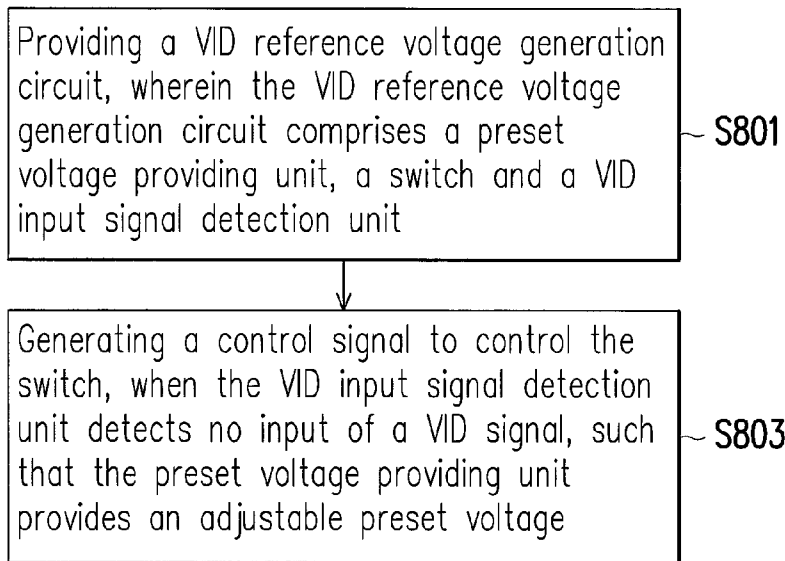 Providing a VID reference voltage generation
circuit, wherein the VID reference voltage
generation circuit comprises a preset
voltage providing unit, a switch and a VID
input signal detection unit
S801
Generating a control signal to control the
switch, when the VID input signal detection
unit detects no input of a VID signal, such
that the preset voltage providing unit
provides an adjustable preset voltage
S803